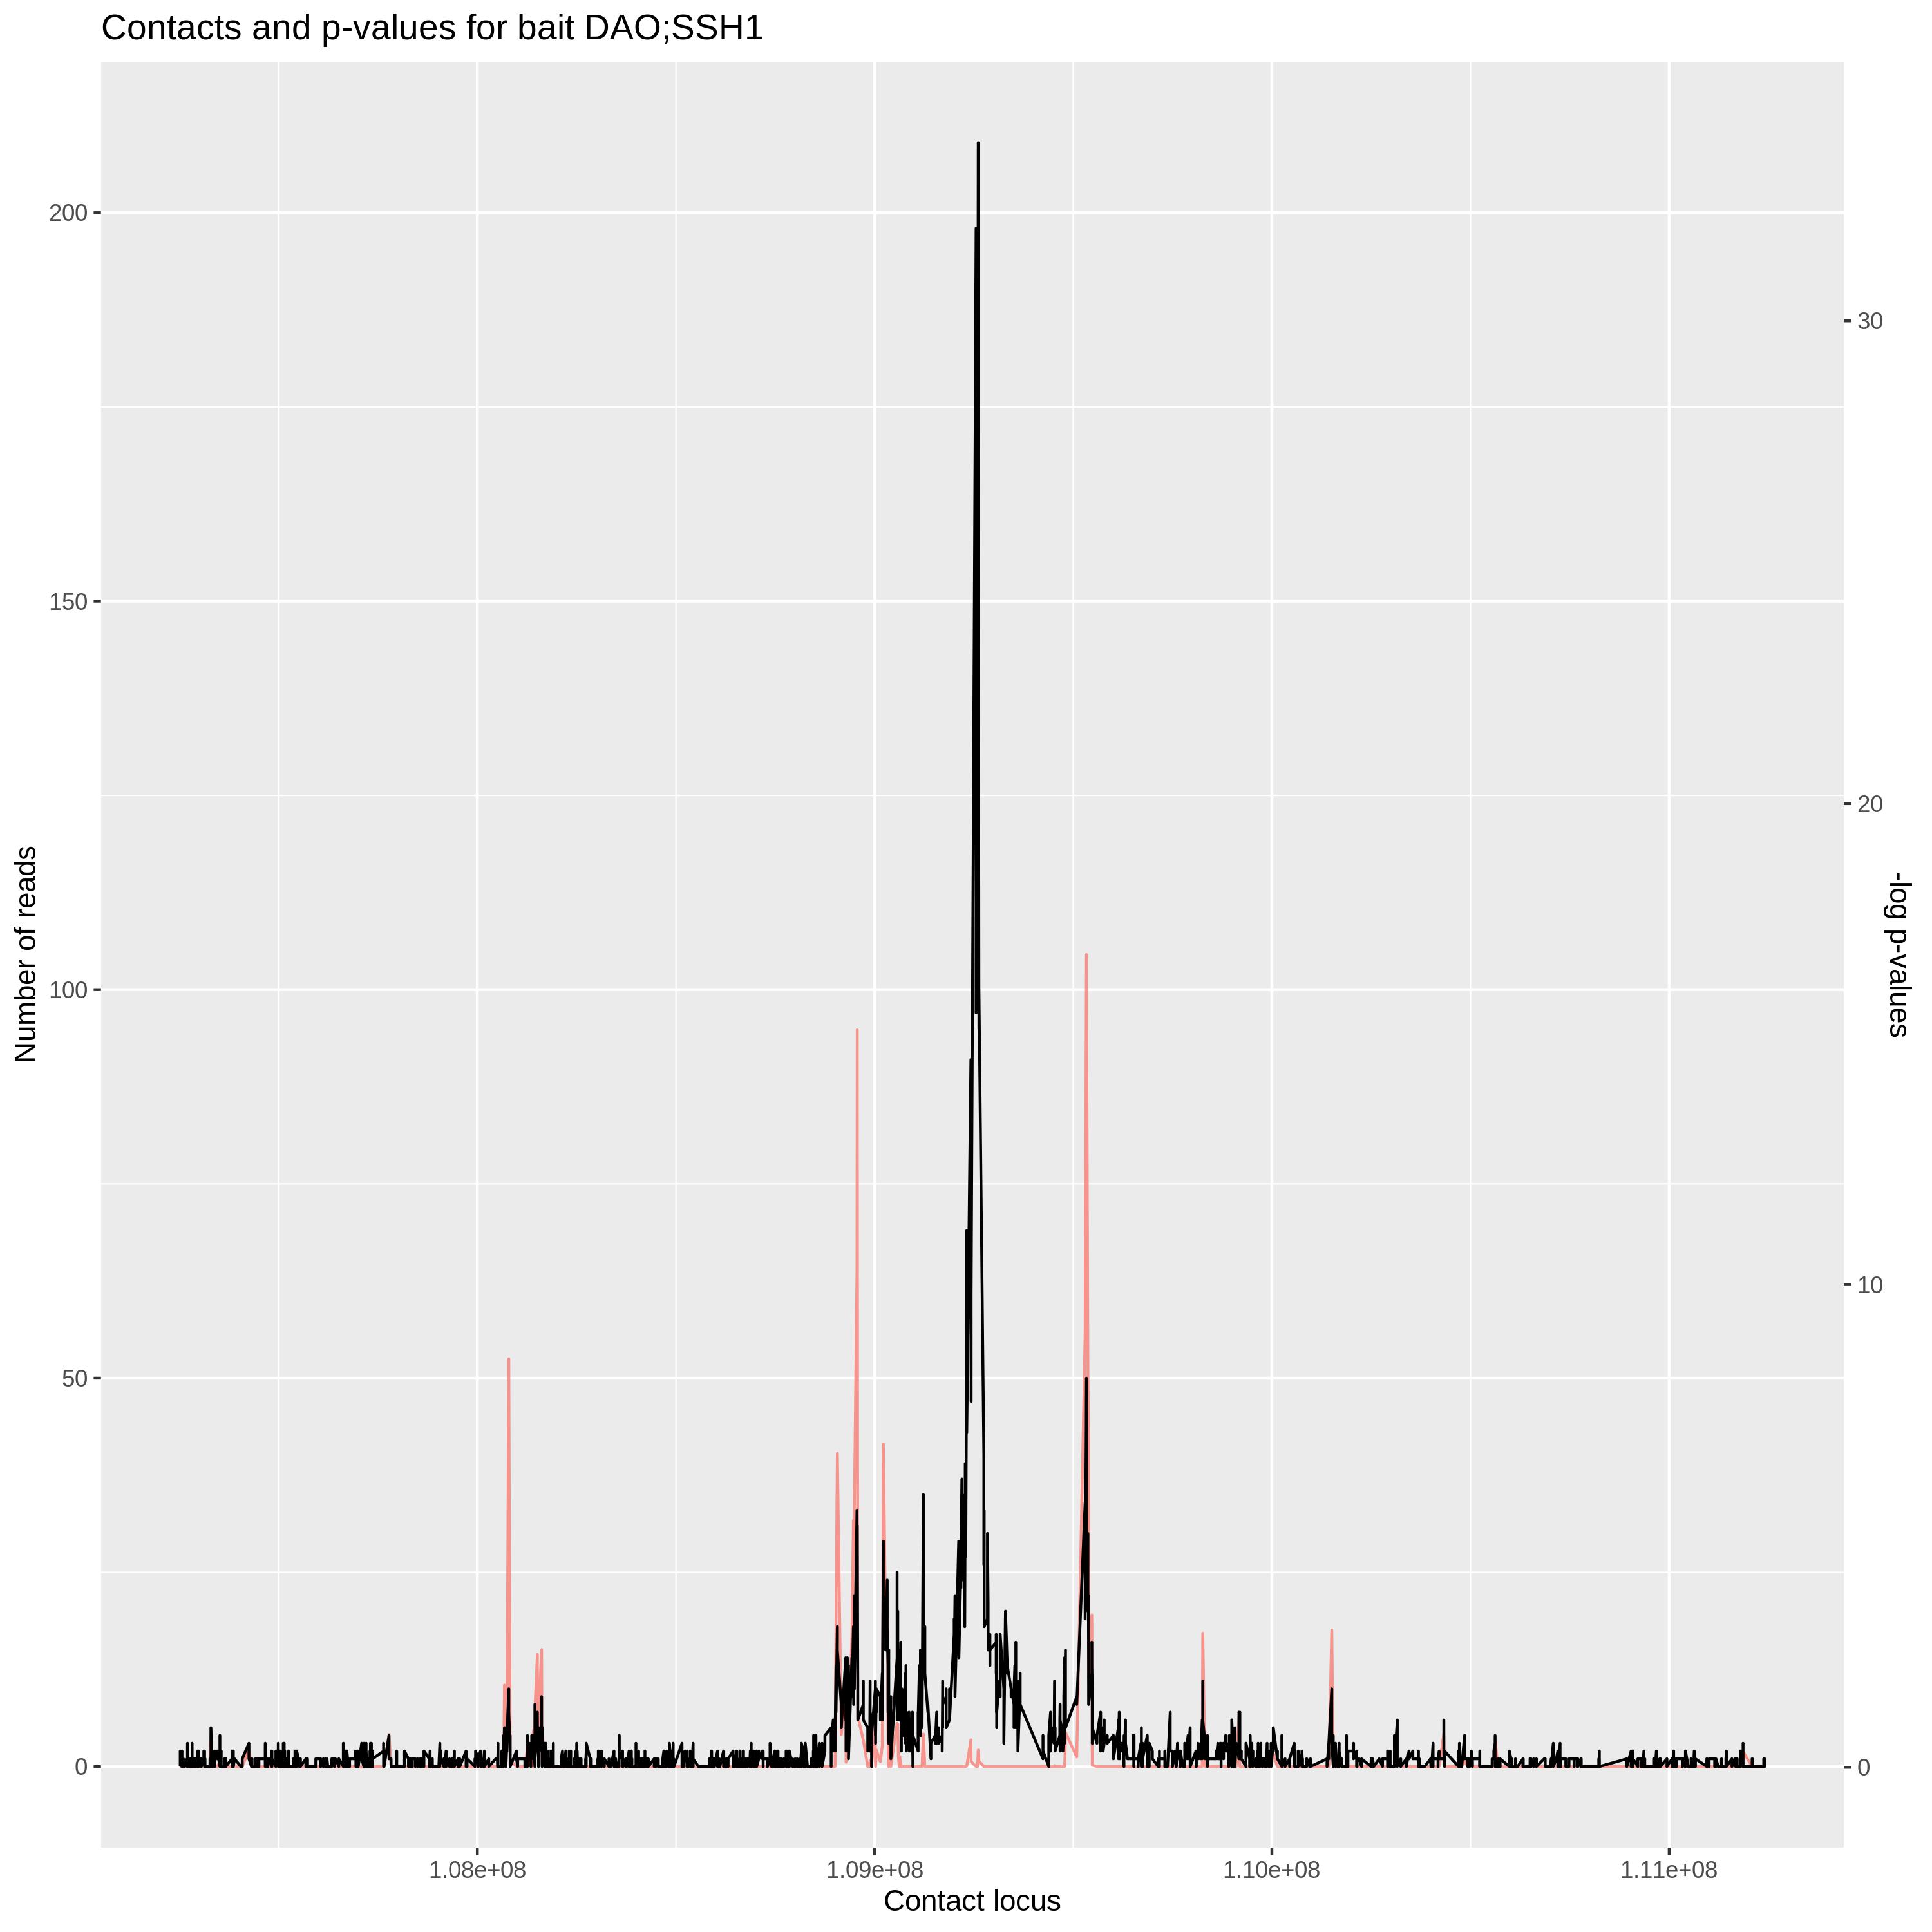 Contacts and p-values for bait DAO;SSH1
200
150
100
50
0
Number of reads
30
20
10
0
-log p-values
1.08e+08
1.09e+08
1.10e+08
1.11e+08
Contact locus